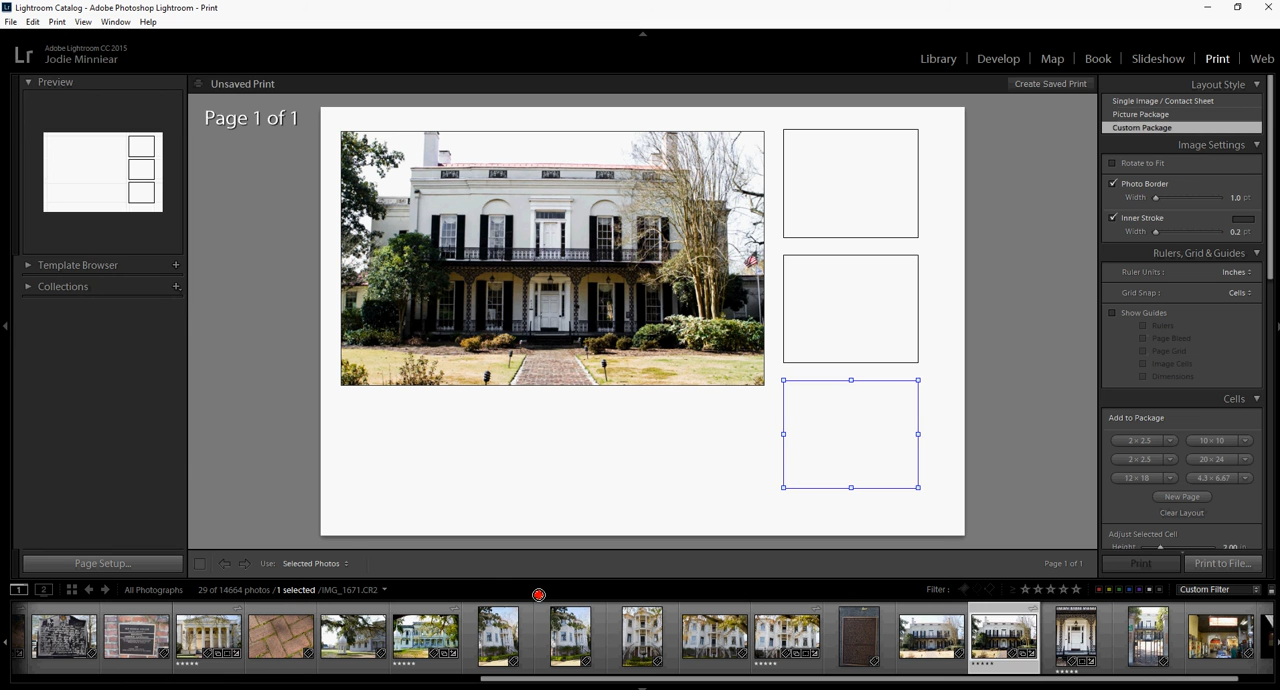 Lightroom Catalog - Adobe Photoshop Lightroom - Print
File Edit Print View Window Help
Lr Adobe Lightroom CC 2015
Jodie Minniear
Library Develop Map Book Slideshow Print Web
Preview
Unsaved Print
Create Saved Print
Page 1 of 1
Template Browser
Collections
Layout Style
Single Image / Contact Sheet
Picture Package
Custom Package
Image Settings
Rotate to Fit
Photo Border
Width 1.0 pt
Inner Stroke
Width 0.2 pt
Rulers, Grid & Guides
Ruler Units : Inches
Grid Snap : Cells
Show Guides
Rulers
Page Bleed
Page Grid
Image Cells
Dimensions
Cells
Add to Package
2 × 2.5 10 × 10
2 × 2.5 20 × 24
12 × 18 4.3 × 6.67
New Page
Clear Layout
Adjust Selected Cell
Height : 2.00 in
Page Setup...
Use: Selected Photos
Page 1 of 1
Print Print to File...
1 2 All Photographs 29 of 14664 photos / 1 selected / IMG_1671.CR2 Filter : Custom Filter